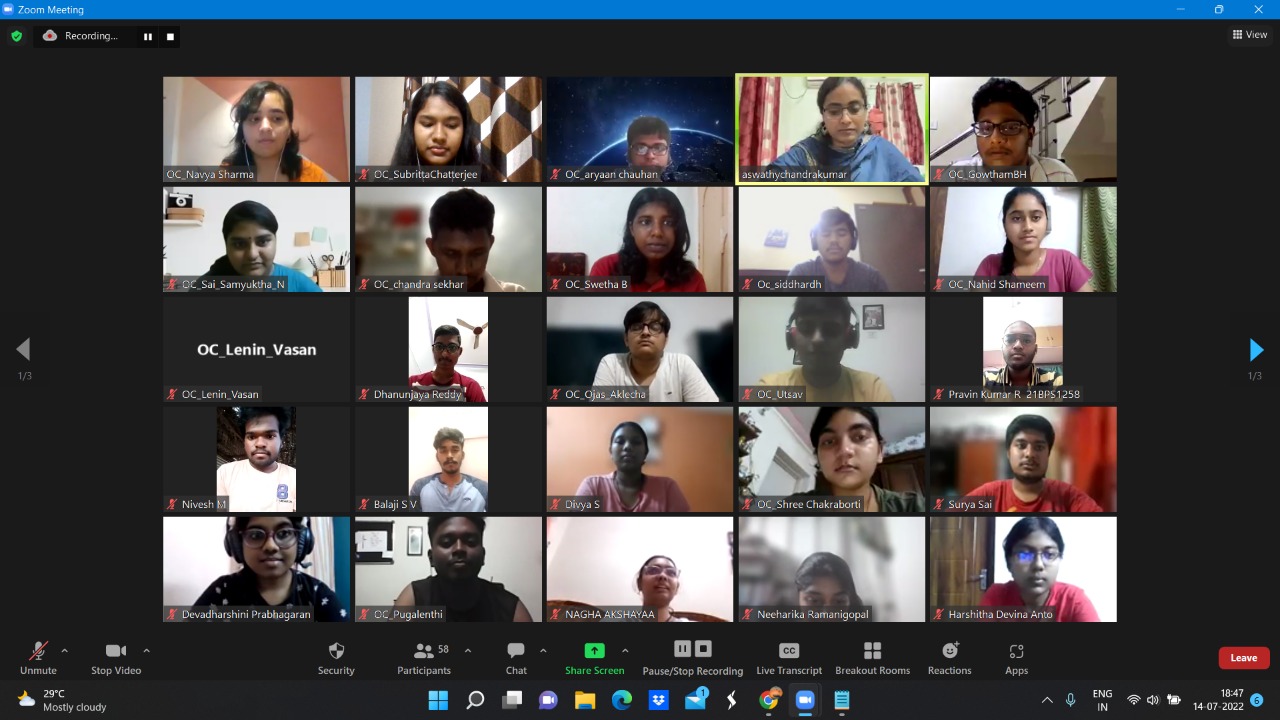 Zoom Meeting
Recording...
View
OC_Navya Sharma
OC_SubrittaChatterjee
OC_aryaan chauhan
aswathychandrakumar
OC_GowthamBH
OC_Sai_Samyuktha_N
OC_chandra sekhar
OC_Swetha B
Oc_siddhardh
OC_Nahid Shameem
OC_Lenin_Vasan
OC_Lenin_Vasan
Dhanunjaya Reddy
OC_Ojas_Aklecha
OC_Utsav
Pravin Kumar R 21BPS1258
1/3
1/3
8
Nivesh M
Balaji S V
Divya S
OC_Shree Chakraborti
Surya Sai
Devadharshini Prabhagaran
OC_Pugalenthi
NAGHA AKSHAYAA
Neeharika Ramanigopal
Harshitha Devina Anto
58
CC
Unmute
Stop Video
Security
Participants
Chat
Share Screen
Pause/Stop Recording
Live Transcript
Breakout Rooms
Reactions
Apps
Leave
29°C
Mostly cloudy
1
ENG
IN
18:47
14-07-2022
6